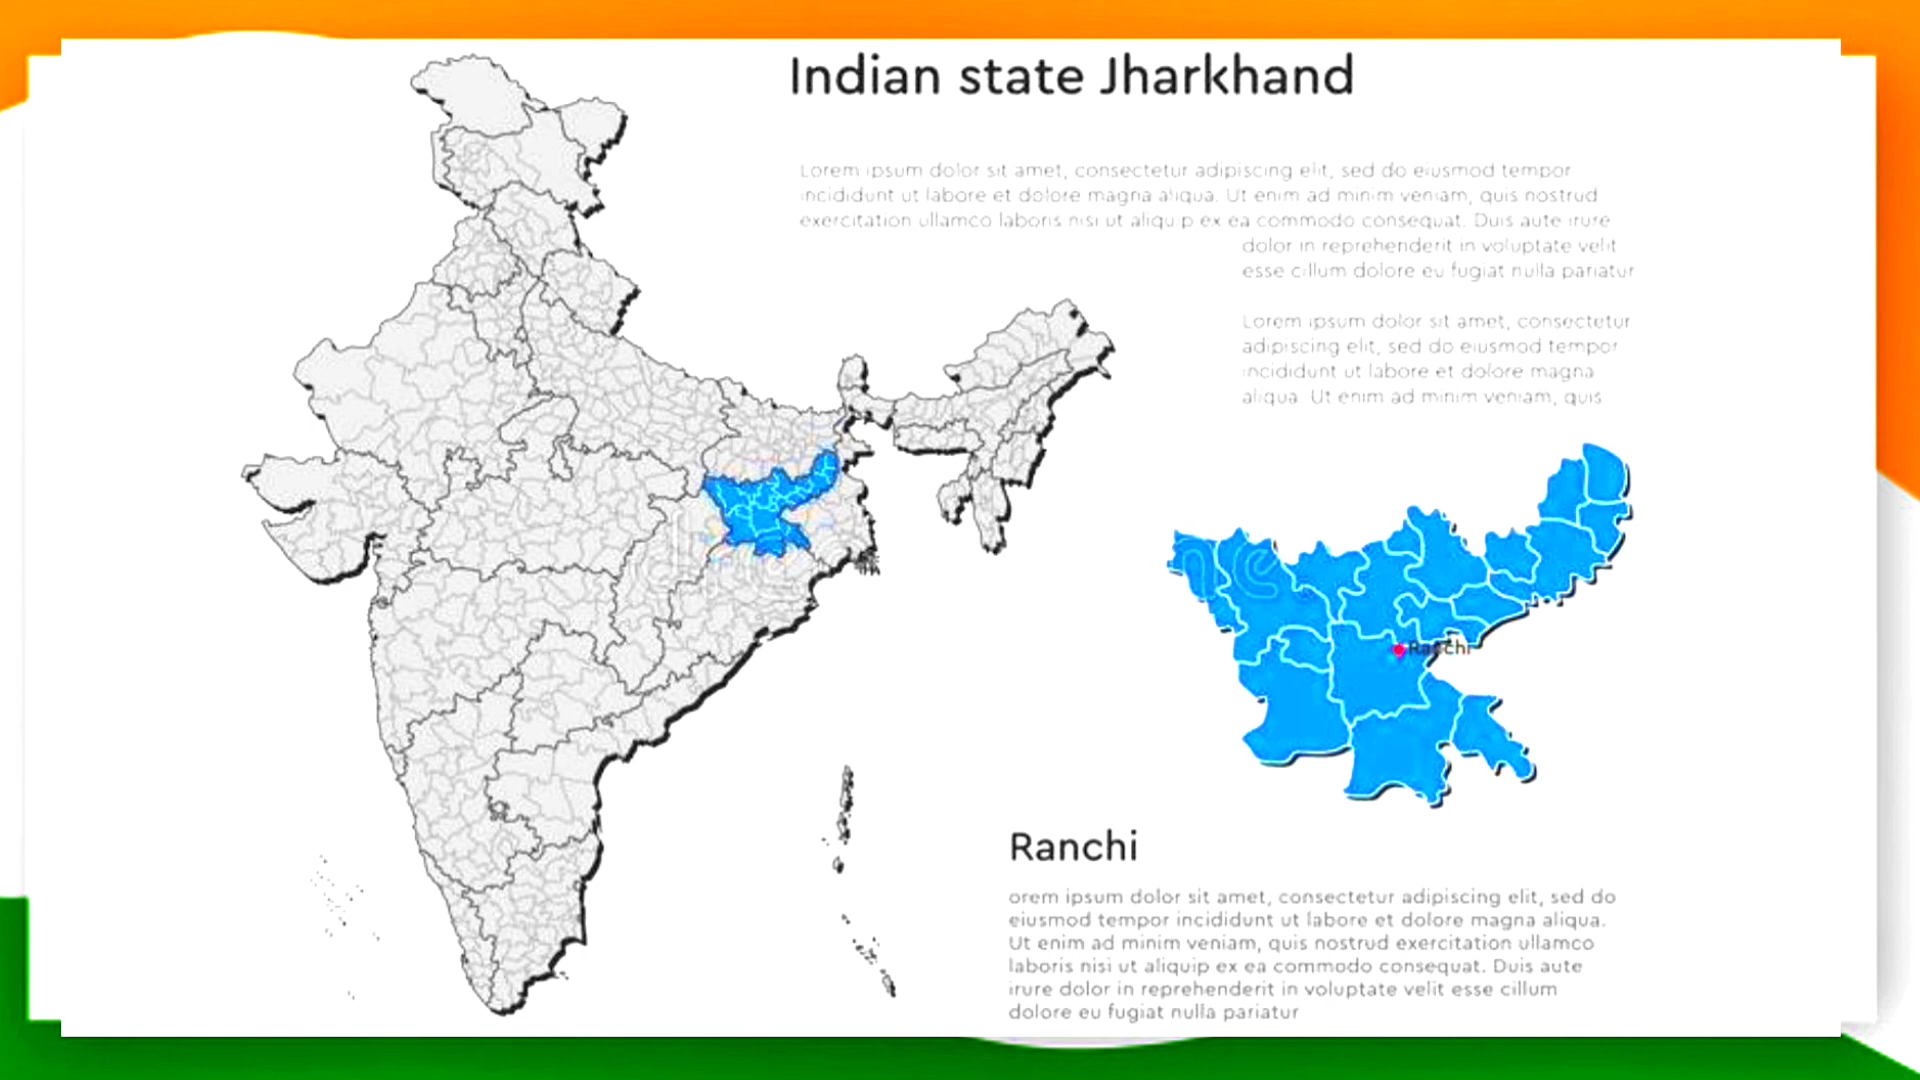 Indian state Jharkhand
Lorem ipsum dolor sit amet, consectetur adipiscing elit, sed do eiusmod tempor
incididunt ut labore et dolore magna aliqua. Ut enim ad minim veniam, quis nostrud
exercitation ullamco laboris nisi ut aliqu p ex ea commodo consequat. Duis aute irure
dolor in reprehenderit in voluptate velit
esse cillum dolore eu fugiat nulla pariatur
Lorem ipsum dolor sit amet, consectetur
adipiscing elit, sed do eiusmod tempor
incididunt ut labore et dolore magna
aliqua. Ut enim ad minim veniam, quis
Ranchi
Ranchi
orem ipsum dolor sit amet, consectetur adipiscing elit, sed do
eiusmod tempor incididunt ut labore et dolore magna aliqua.
Ut enim ad minim veniam, quis nostrud exercitation ullamco
laboris nisi ut aliquip ex ea commodo consequat. Duis aute
irure dolor in reprehenderit in voluptate velit esse cillum
dolore eu fugiat nulla pariatur